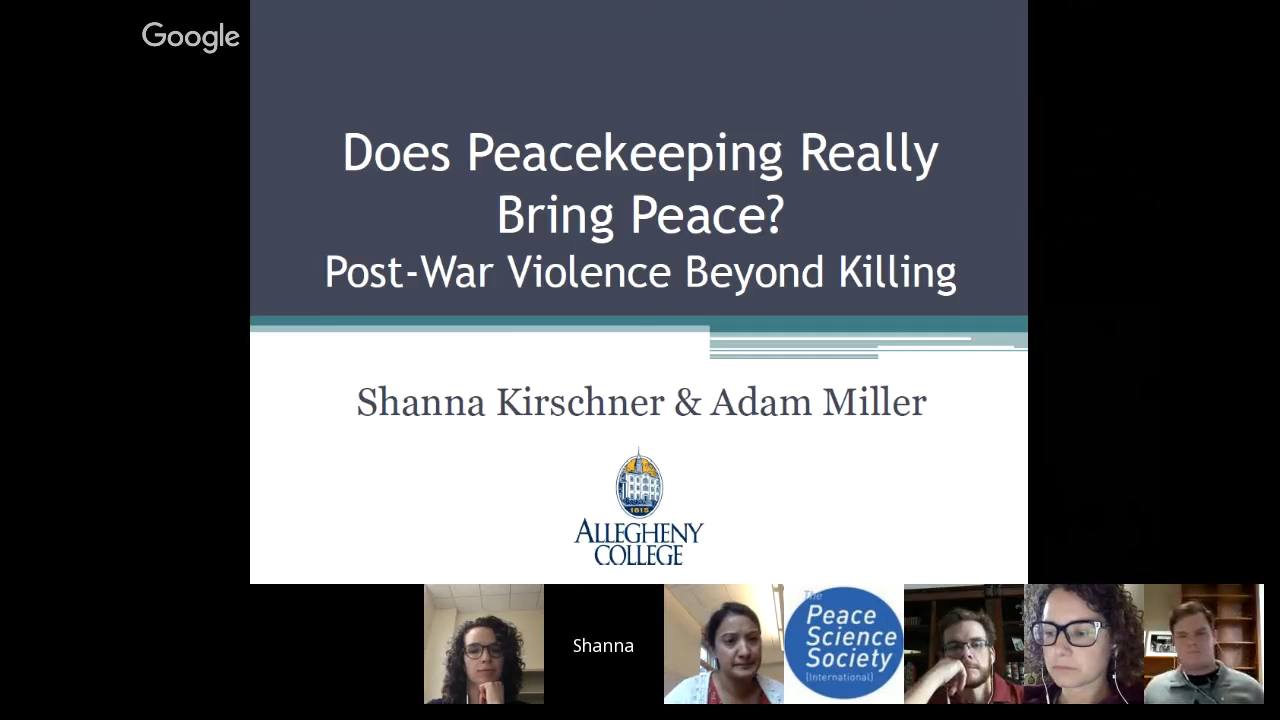 Google
Does Peacekeeping Really
Bring Peace?
Post-War Violence Beyond Killing
Shanna Kirschner & Adam Miller
1815
ALLEGHENY
COLLEGE
Shanna
The
Peace
Science
Society
[International]